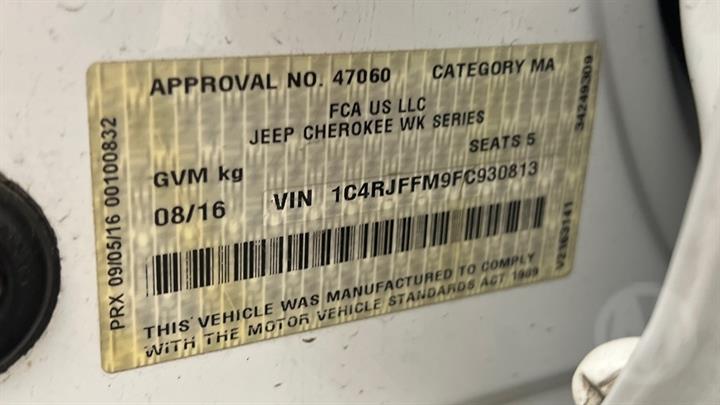 APPROVAL NO. 47060 CATEGORY MA
FCA US LLC
JEEP CHEROKEE WK SERIES
SEATS 5
GVM kg
08/16 VIN 1C4RJFFM9FC930813
THIS VEHICLE WAS MANUFACTURED TO COMPLY
WITH THE MOTOR VEHICLE STANDARDS ACT 1989
PRX 09/05/16 00100832
34249309
V2163141